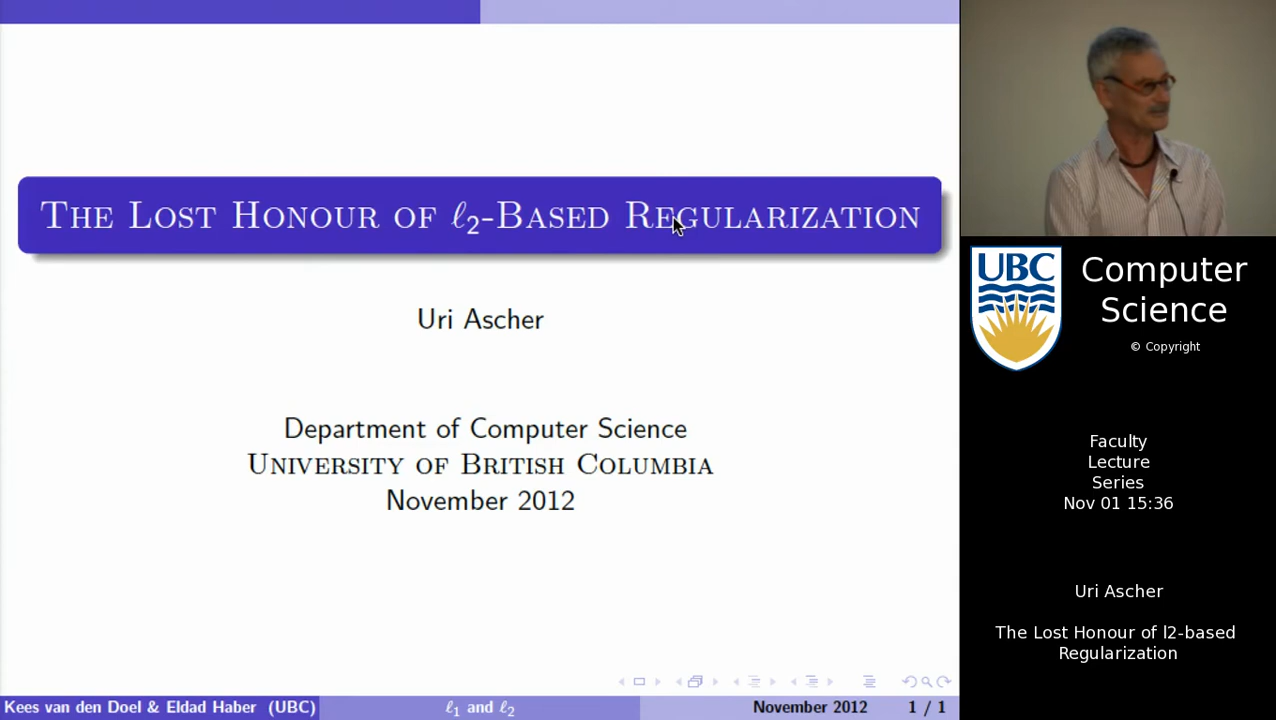 The Lost Honour of ℓ2-Based Regularization
Uri Ascher
Department of Computer Science
University of British Columbia
November 2012
Kees van den Doel & Eldad Haber (UBC)
ℓ1 and ℓ2
November 2012
1 / 1
UBC
Computer
Science
© Copyright
Faculty
Lecture
Series
Nov 01 15:36
Uri Ascher
The Lost Honour of l2-based
Regularization